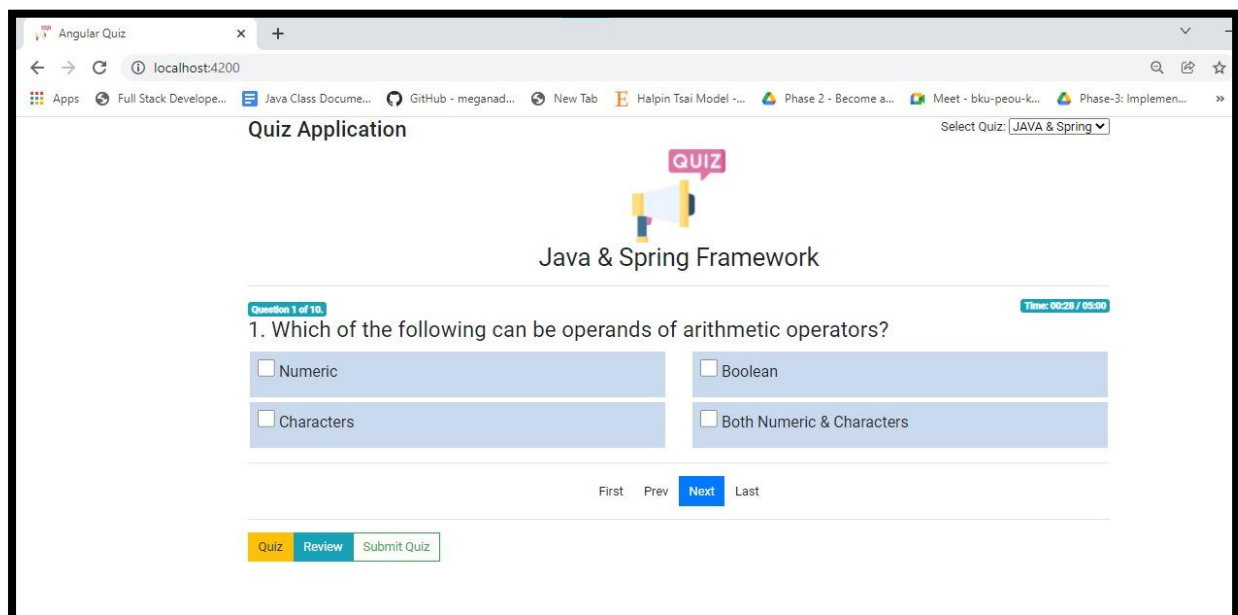 Angular Quiz
localhost:4200
Apps Full Stack Develope... Java Class Docume... GitHub - meganad... New Tab Halpin Tsai Model -... Phase 2 - Become a... Meet - bku-peou-k... Phase-3: Implemen... »
Quiz Application Select Quiz: JAVA & Spring
QUIZ
Java & Spring Framework
Question 1 of 10. Time: 00:28 / 05:00
1. Which of the following can be operands of arithmetic operators?
Numeric Boolean
Characters Both Numeric & Characters
First Prev Next Last
Quiz Review Submit Quiz